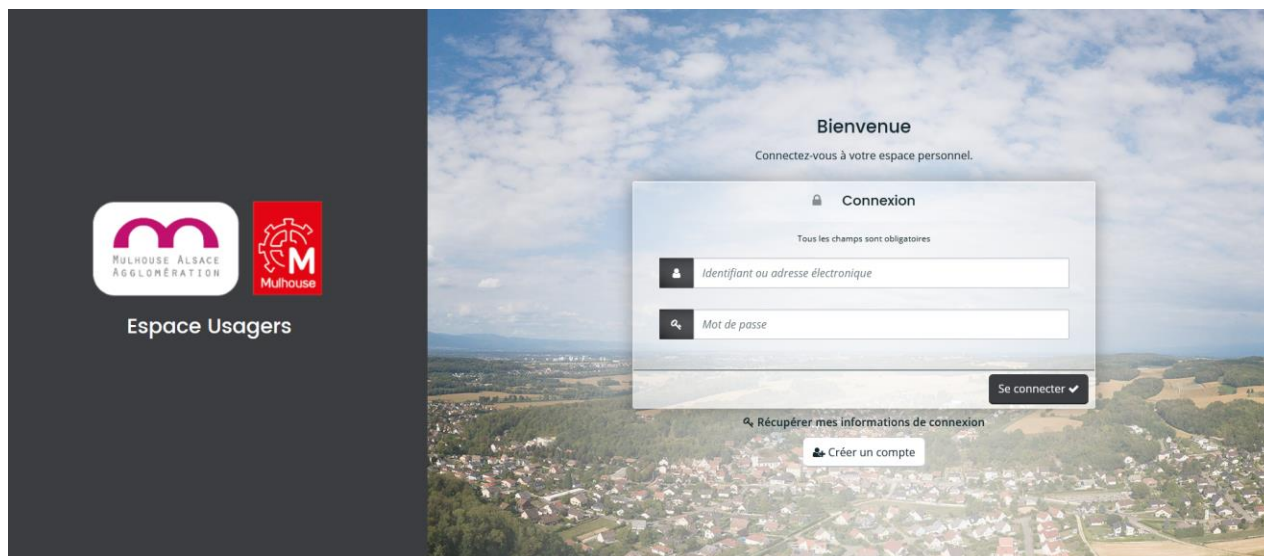 MULHOUSE ALSACE
AGGLOMÉRATION
M
Mulhouse
Espace Usagers
Bienvenue
Connectez-vous à votre espace personnel.
Connexion
Tous les champs sont obligatoires
Identifiant ou adresse électronique
Mot de passe
Se connecter
Récupérer mes informations de connexion
Créer un compte